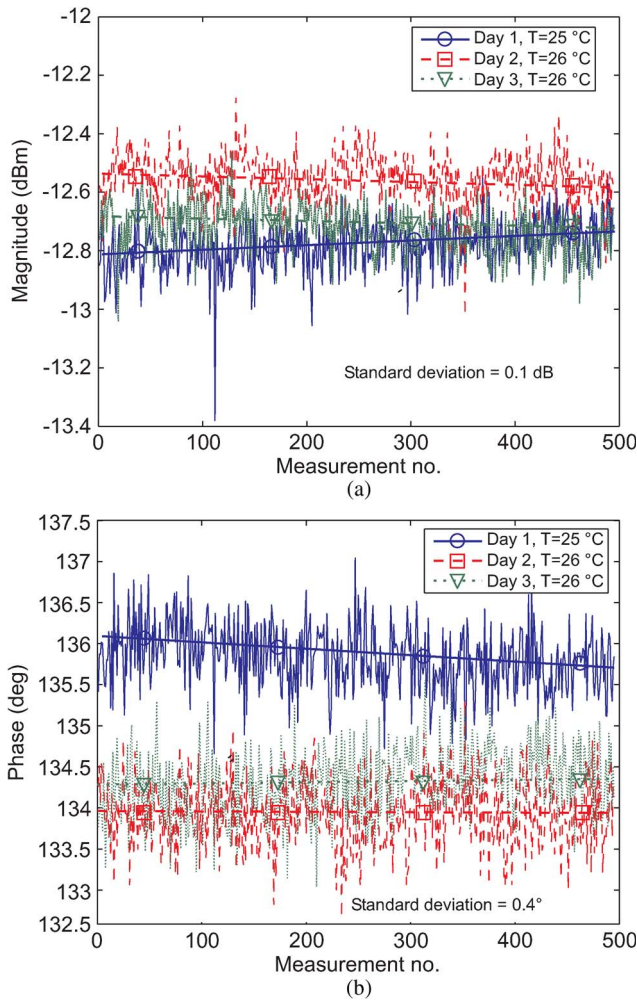 -12
Day 1, T=25 °C
Day 2, T=26 °C
Day 3, T=26 °C
-12.2
-12.4
-12.6
-12.8
-13
-13.2
-13.4
Magnitude (dBm)
Standard deviation = 0.1 dB
0 100 200 300 400 500
Measurement no.
(a)
137.5
Day 1, T=25 °C
Day 2, T=26 °C
Day 3, T=26 °C
137
136.5
136
135.5
135
134.5
134
133.5
133
132.5
Phase (deg)
Standard deviation = 0.4°
0 100 200 300 400 500
Measurement no.
(b)